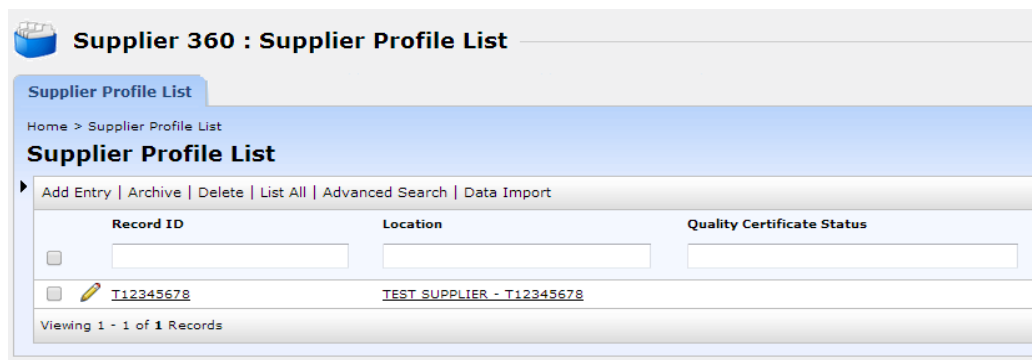 Supplier 360 : Supplier Profile List
Supplier Profile List
Home > Supplier Profile List
Supplier Profile List
Add Entry | Archive | Delete | List All | Advanced Search | Data Import
Record ID Location Quality Certificate Status
T12345678 TEST SUPPLIER - T12345678
Viewing 1 - 1 of 1 Records